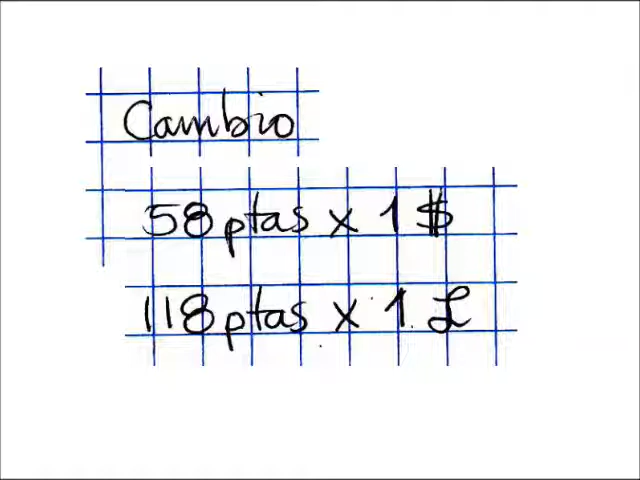 Cambio
58 ptas x 1 $
118 ptas x 1 £